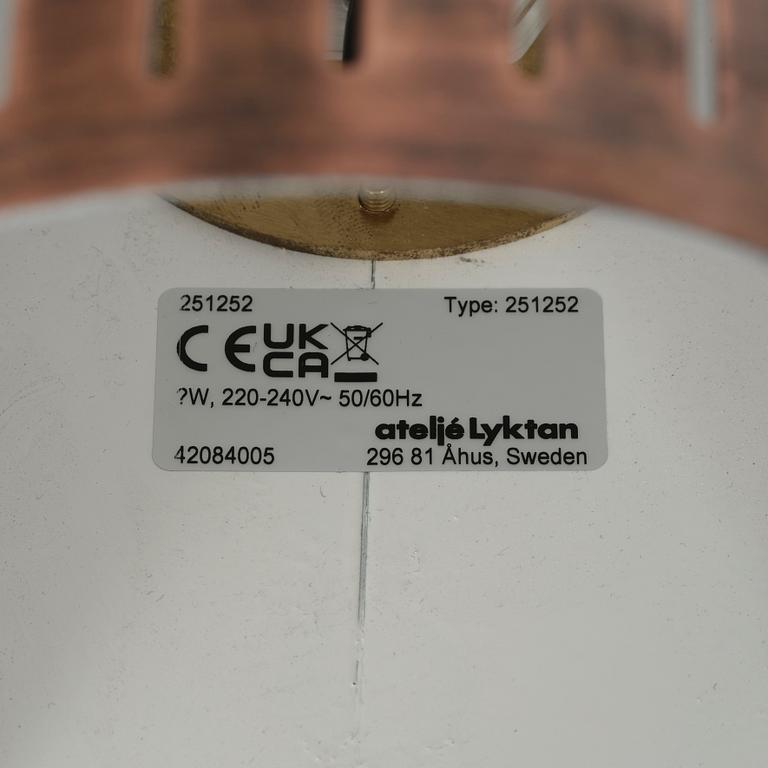 251252 Type: 251252
CE UK
CA
?W, 220-240V~ 50/60Hz
ateljé Lyktan
42084005 296 81 Åhus, Sweden